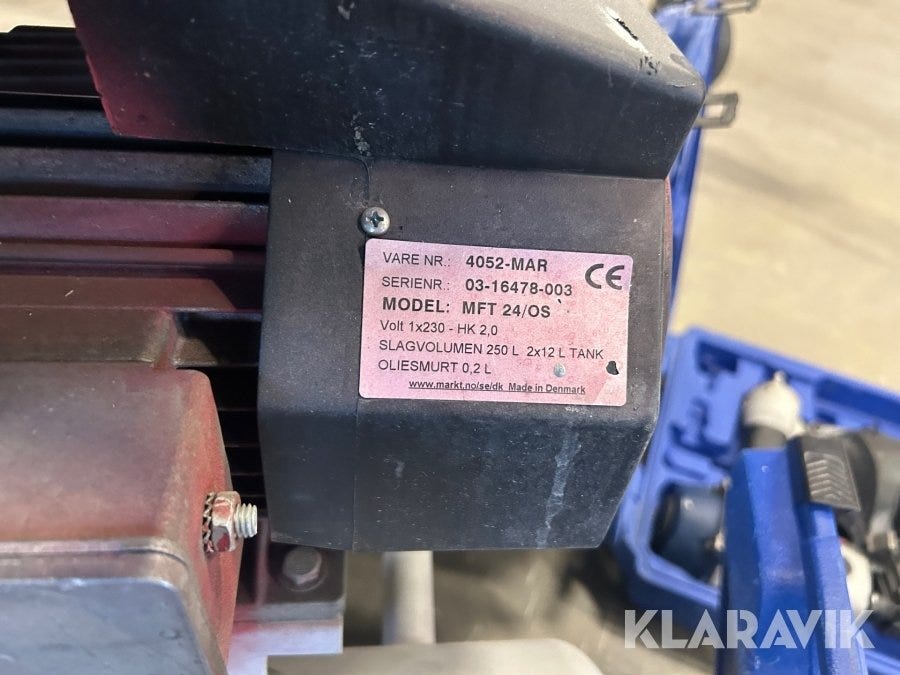 VARE NR.: 4052-MAR
SERIENR.: 03-16478-003
MODEL: MFT 24/OS
Volt 1x230 - HK 2,0
SLAGVOLUMEN 250 L 2x12 L TANK
OLIESMURT 0,2 L
www.markt.no/se/dk Made in Denmark
CE
KLARAVIK